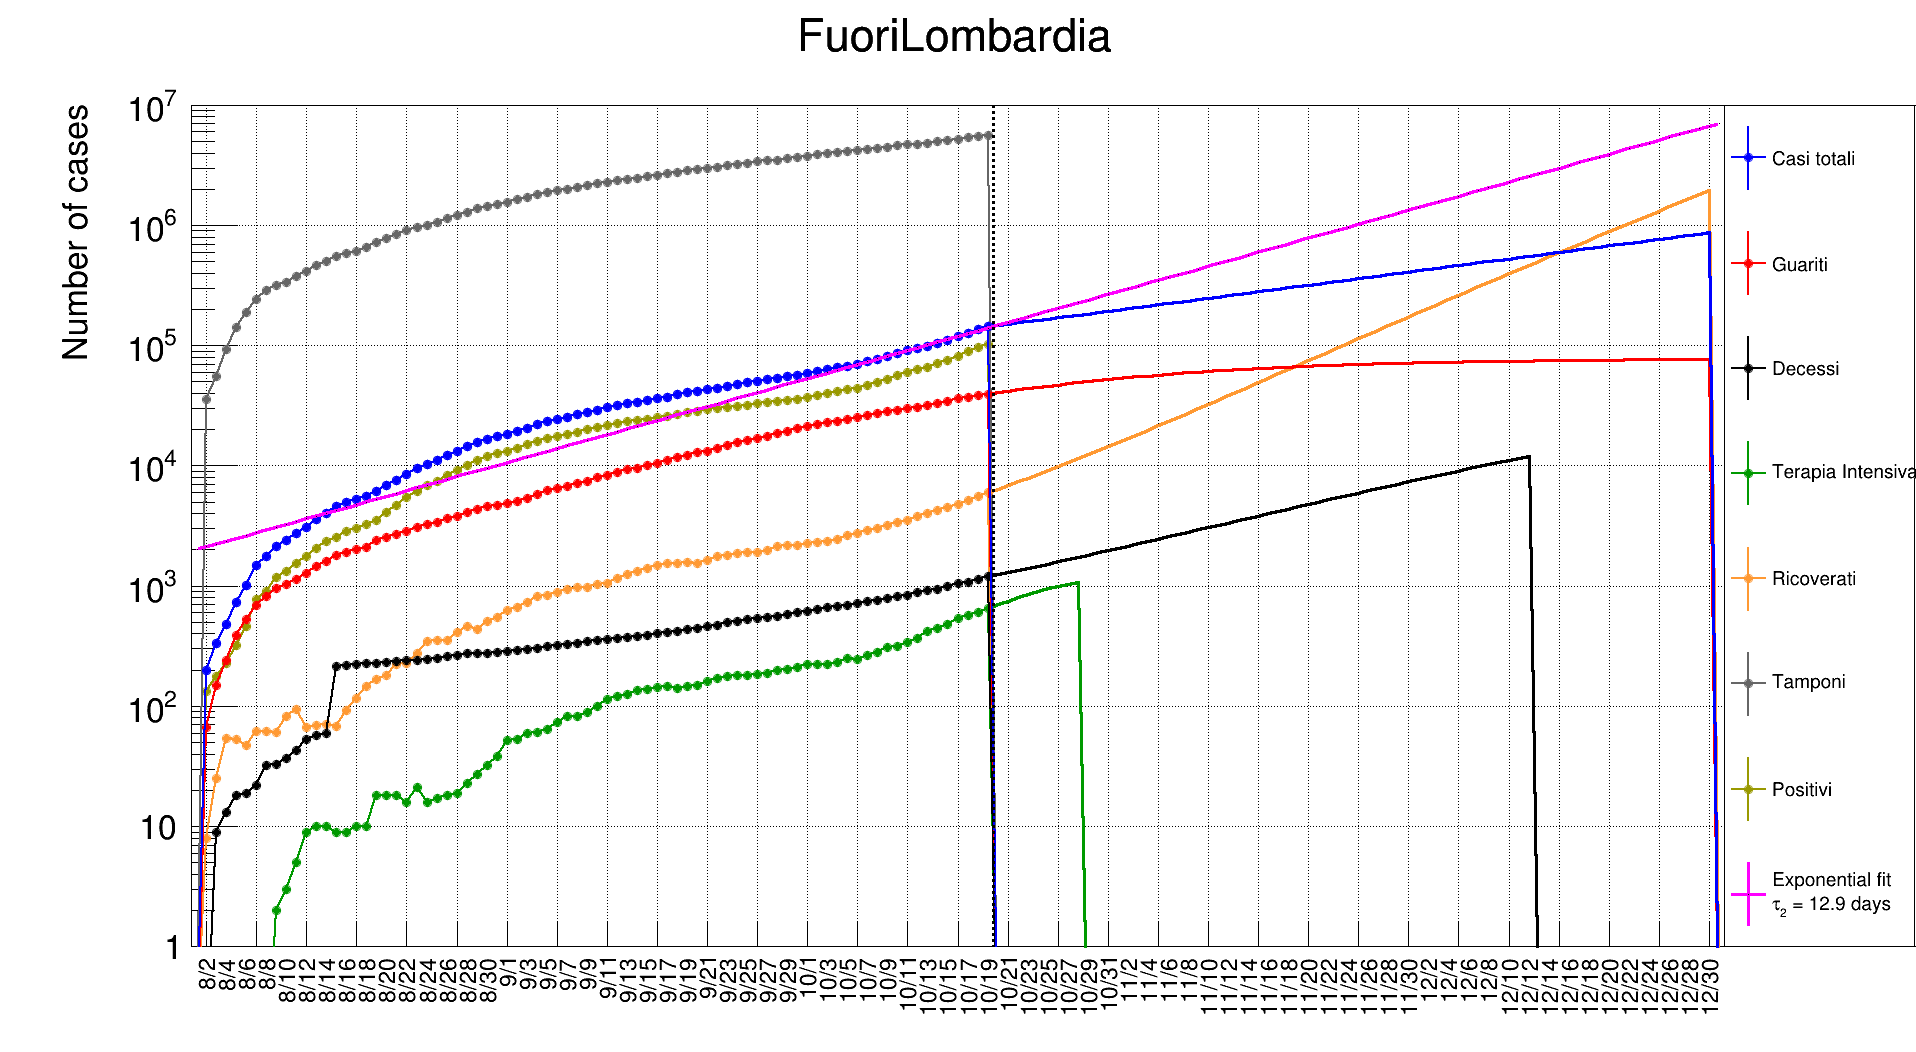 FuoriLombardia
Number of cases
10^7
10^6
10^5
10^4
10^3
10^2
10
1
8/2 8/4 8/6 8/8 8/10 8/12 8/14 8/16 8/18 8/20 8/22 8/24 8/26 8/28 8/30 9/1 9/3 9/5 9/7 9/9 9/11 9/13 9/15 9/17 9/19 9/21 9/23 9/25 9/27 9/29 10/1 10/3 10/5 10/7 10/9 10/11 10/13 10/15 10/17 10/19 10/21 10/23 10/25 10/27 10/29 10/31 11/2 11/4 11/6 11/8 11/10 11/12 11/14 11/16 11/18 11/20 11/22 11/24 11/26 11/28 11/30 12/2 12/4 12/6 12/8 12/10 12/12 12/14 12/16 12/18 12/20 12/22 12/24 12/26 12/28 12/30
Casi totali
Guariti
Decessi
Terapia Intensiva
Ricoverati
Tamponi
Positivi
Exponential fit
τ₂ = 12.9 days